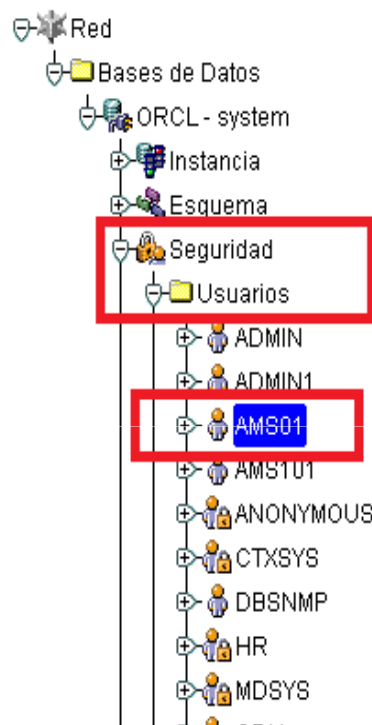 Red
Bases de Datos
ORCL - system
Instancia
Esquema
Seguridad
Usuarios
ADMIN
ADMIN1
AMS01
AMS101
ANONYMOUS
CTXSYS
DBSNMP
HR
MDSYS